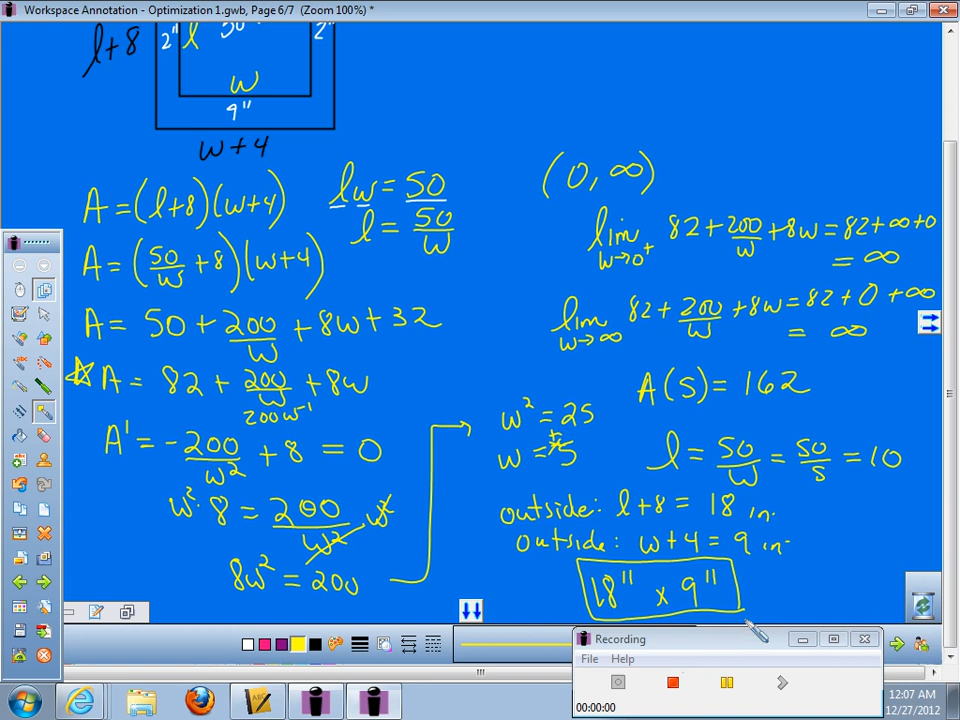 Workspace Annotation - Optimization 1.gwb, Page 6/7 (Zoom 100%) *
l+8
2" l 50 2"
w
9"
w+4
A = (l+8)(w+4)
A = (50/w + 8)(w+4)
A = 50 + 200/w + 8w + 32
☆ A = 82 + 200/w + 8w
200w⁻¹
A' = -200/w² + 8 = 0
w²· 8 = 200/w² w²
8w² = 200
lw = 50
l = 50/w
(0, ∞)
lim w→0⁺ 82 + 200/w + 8w = 82 + ∞ + 0
= ∞
lim w→∞ 82 + 200/w + 8w = 82 + 0 + ∞
= ∞
w² = 25
w = ±5
A(5) = 162
l = 50/w = 50/5 = 10
outside: l+8 = 18 in.
outside: w+4 = 9 in.
18" x 9"
Recording
File Help
00:00:00
ABC
12:07 AM
12/27/2012